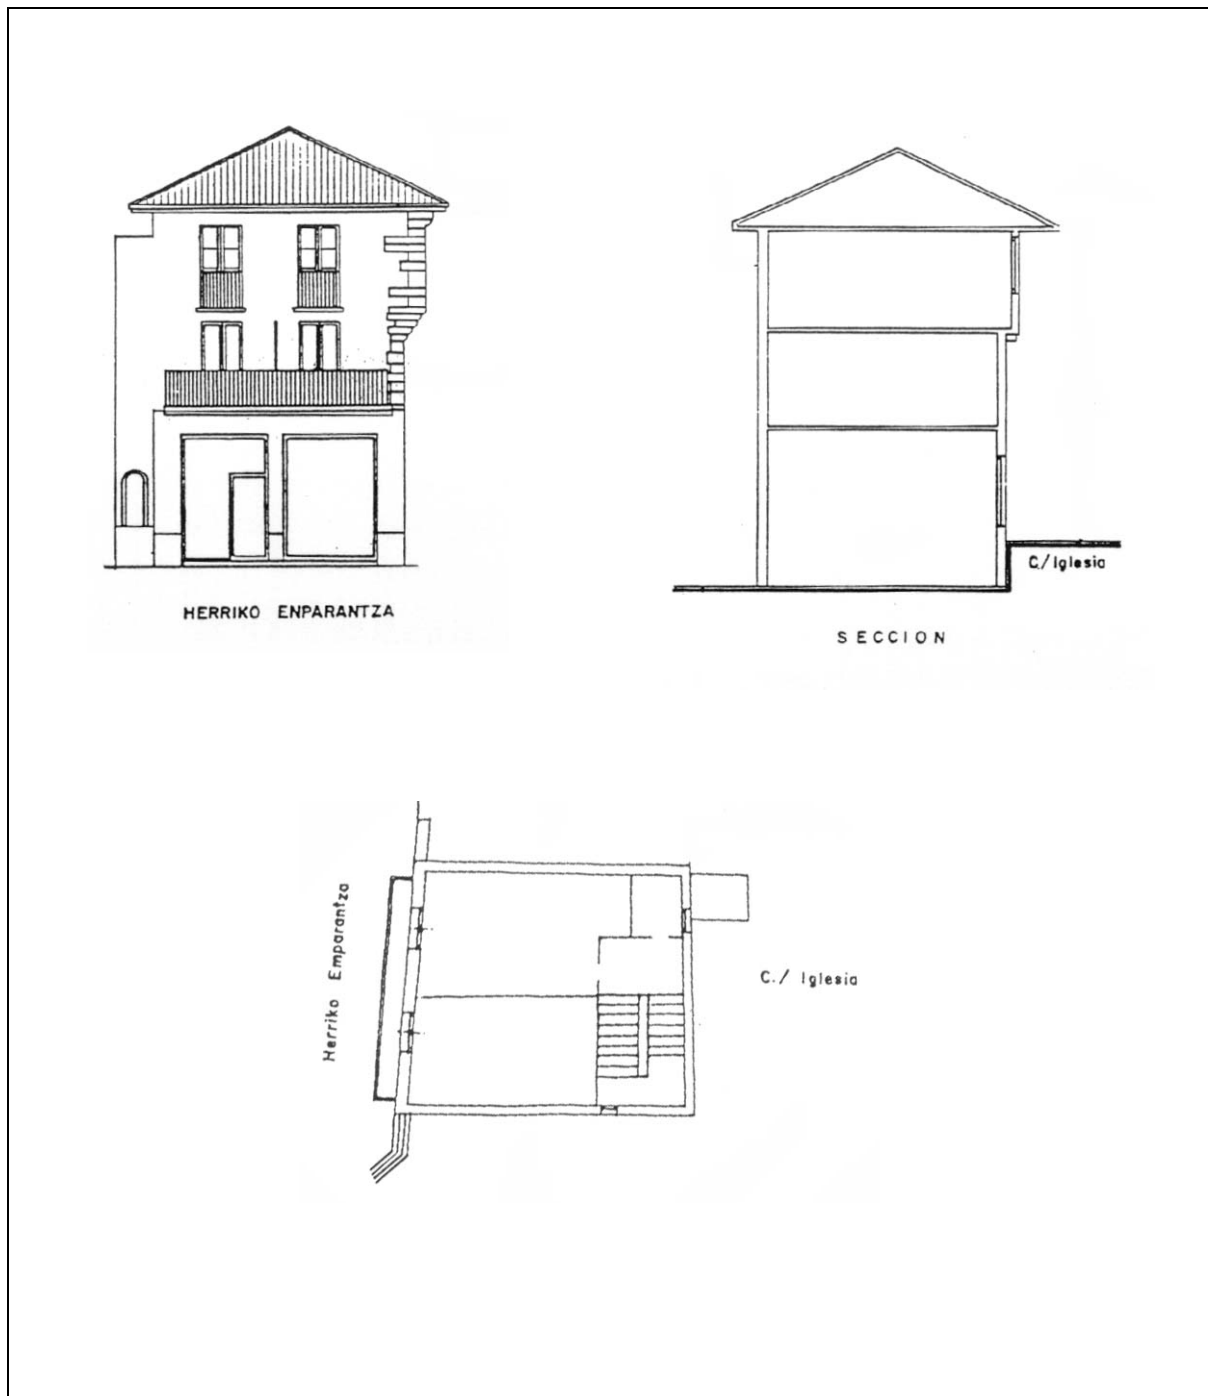 HERRIKO ENPARANTZA
C./Iglesia
SECCION
Herriko Emparantza
C./ Iglesia